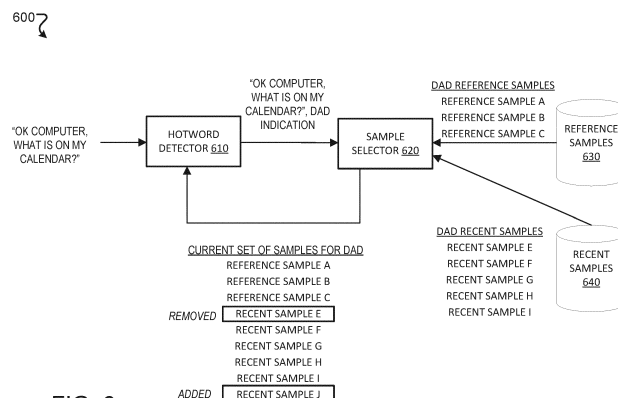 600
"OK COMPUTER,
WHAT IS ON MY
CALENDAR?"
HOTWORD
DETECTOR 610
"OK COMPUTER,
WHAT IS ON MY
CALENDAR?", DAD
INDICATION
SAMPLE
SELECTOR 620
DAD REFERENCE SAMPLES
REFERENCE SAMPLE A
REFERENCE SAMPLE B
REFERENCE SAMPLE C
REFERENCE
SAMPLES
630
DAD RECENT SAMPLES
RECENT SAMPLE E
RECENT SAMPLE F
RECENT SAMPLE G
RECENT SAMPLE H
RECENT SAMPLE I
RECENT
SAMPLES
640
CURRENT SET OF SAMPLES FOR DAD
REFERENCE SAMPLE A
REFERENCE SAMPLE B
REFERENCE SAMPLE C
REMOVED RECENT SAMPLE E
RECENT SAMPLE F
RECENT SAMPLE G
RECENT SAMPLE H
RECENT SAMPLE I
ADDED RECENT SAMPLE J